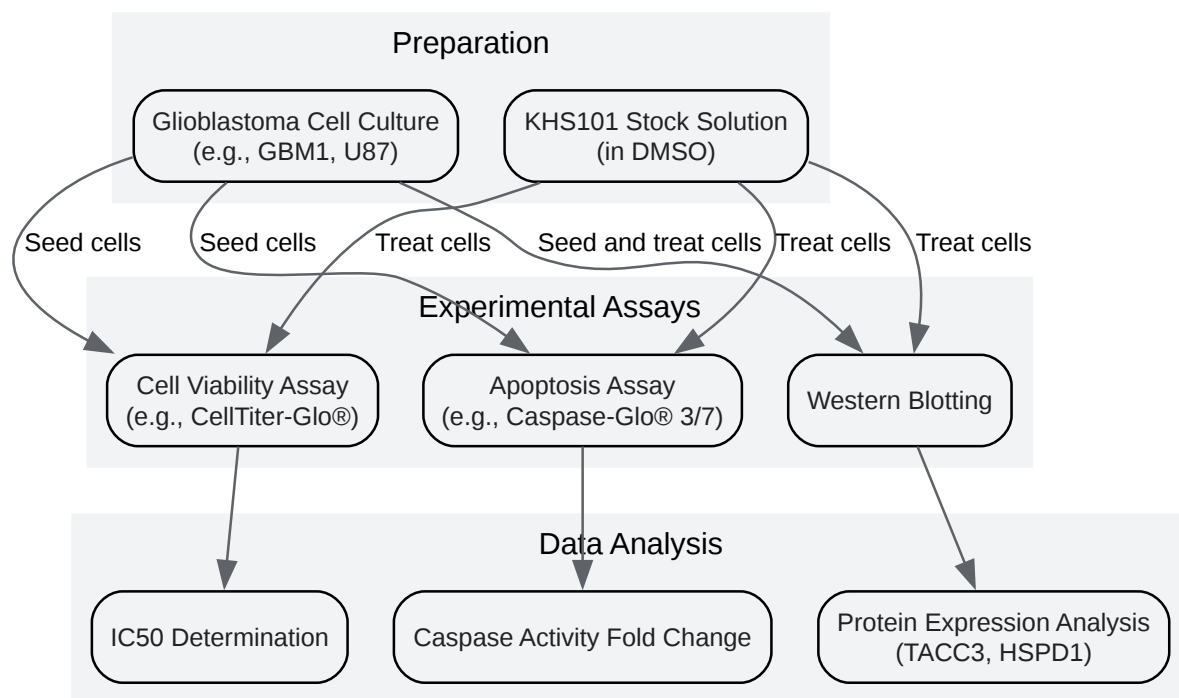 Preparation
Glioblastoma Cell Culture
(e.g., GBM1, U87)
KHS101 Stock Solution
(in DMSO)
Seed cells
Seed cells
Treat cells
Seed and treat cells
Treat cells
Treat cells
Experimental Assays
Cell Viability Assay
(e.g., CellTiter-Glo®)
Apoptosis Assay
(e.g., Caspase-Glo® 3/7)
Western Blotting
Data Analysis
IC50 Determination
Caspase Activity Fold Change
Protein Expression Analysis
(TACC3, HSPD1)